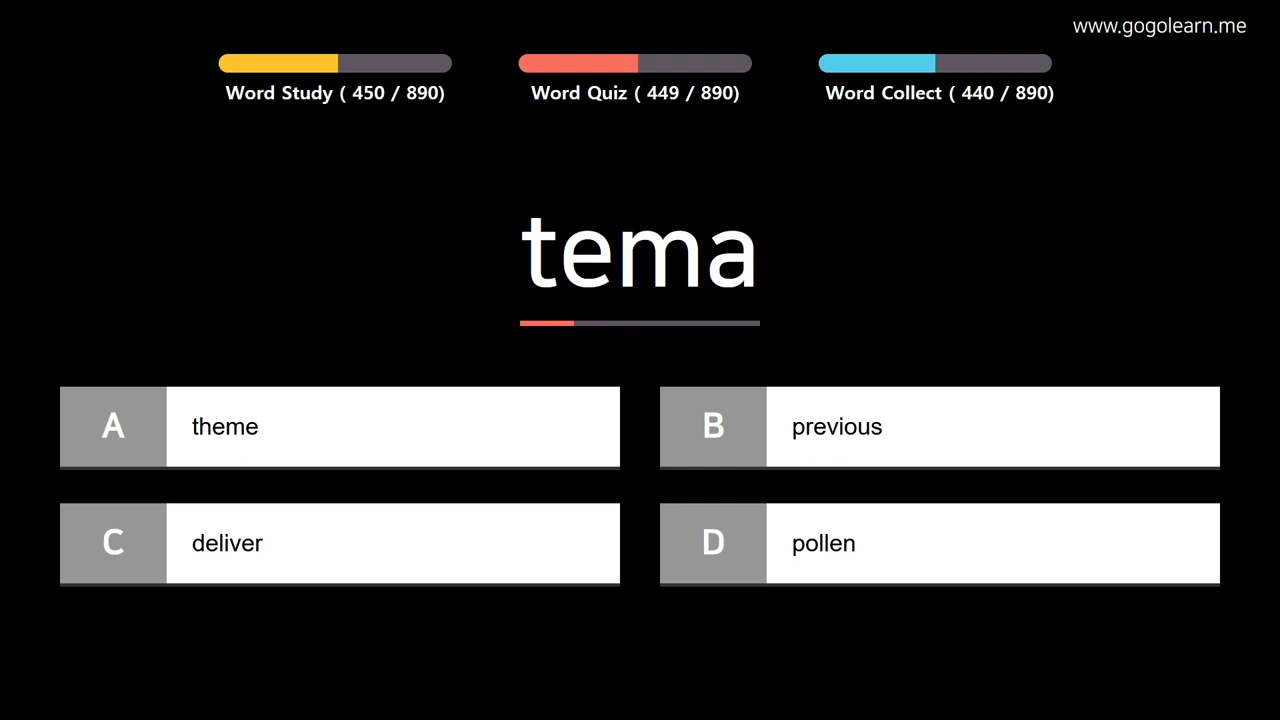 www.gogolearn.me
Word Study ( 450 / 890)
Word Quiz ( 449 / 890)
Word Collect ( 440 / 890)
tema
A theme
B previous
C deliver
D pollen